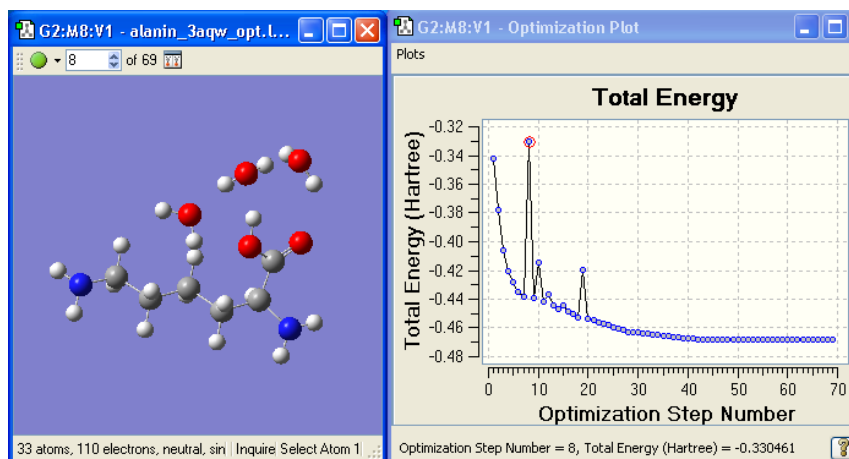 G2:M8:V1 - alanin_3aqw_opt.l...
8 of 69
33 atoms, 110 electrons, neutral, sin Inquire Select Atom 1
G2:M8:V1 - Optimization Plot
Plots
Total Energy
Total Energy (Hartree)
-0.32
-0.34
-0.36
-0.38
-0.40
-0.42
-0.44
-0.46
-0.48
0 10 20 30 40 50 60 70
Optimization Step Number
Optimization Step Number = 8, Total Energy (Hartree) = -0.330461
?